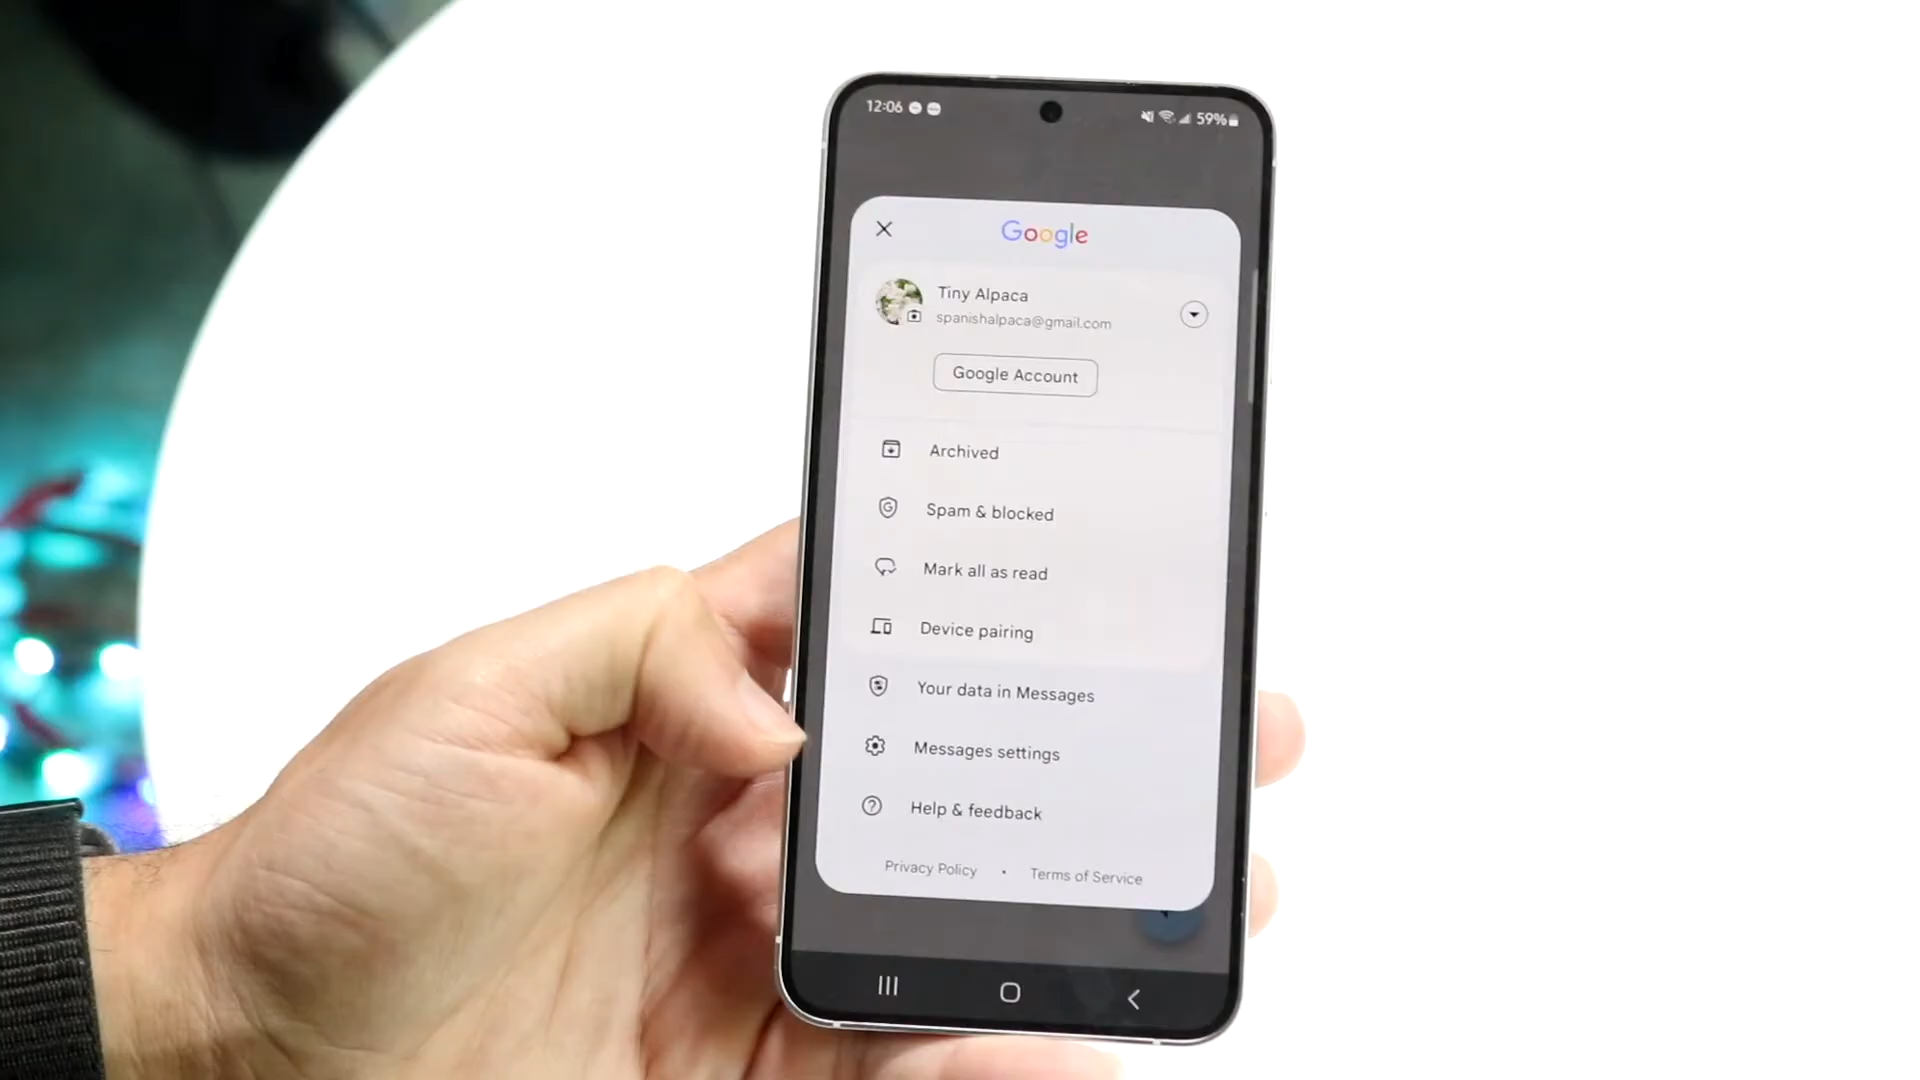 12:06
59%
Google
Tiny Alpaca
spanishalpaca@gmail.com
Google Account
Archived
Spam & blocked
Mark all as read
Device pairing
Your data in Messages
Messages settings
Help & feedback
Privacy Policy • Terms of Service